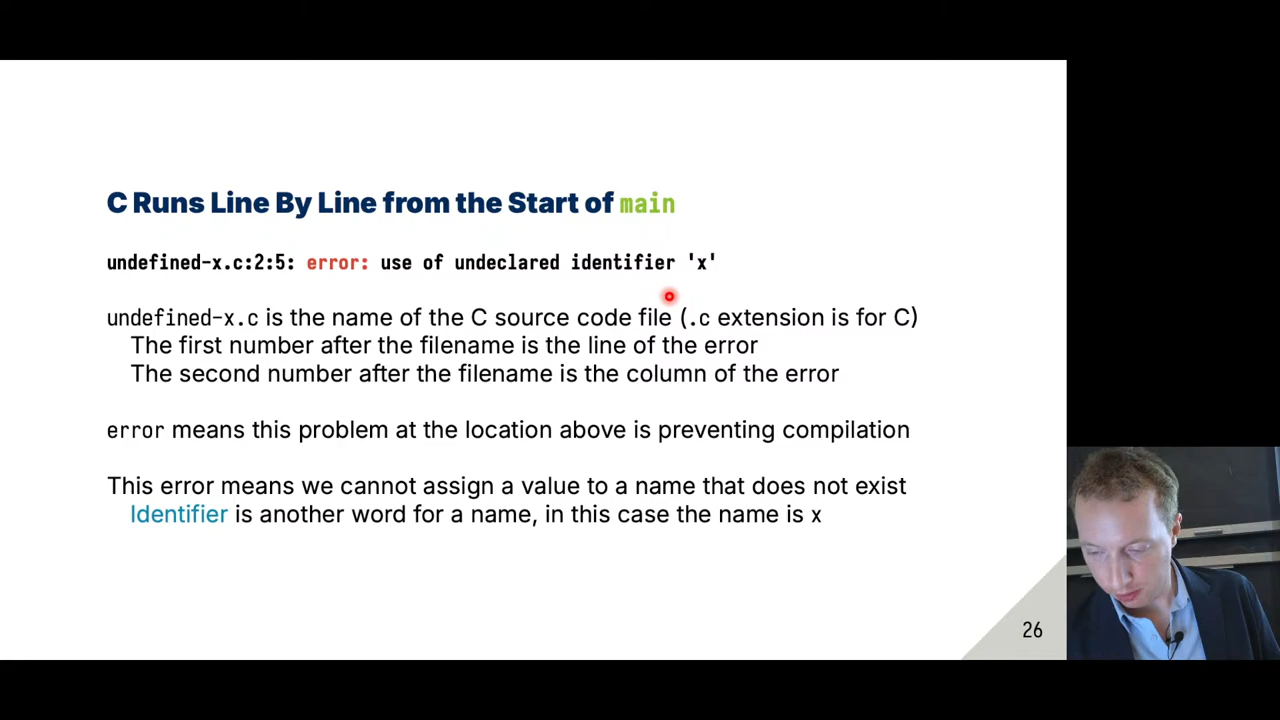 C Runs Line By Line from the Start of main
undefined-x.c:2:5: error: use of undeclared identifier 'x'
undefined-x.c is the name of the C source code file (.c extension is for C)
The first number after the filename is the line of the error
The second number after the filename is the column of the error
error means this problem at the location above is preventing compilation
This error means we cannot assign a value to a name that does not exist
Identifier is another word for a name, in this case the name is x
26